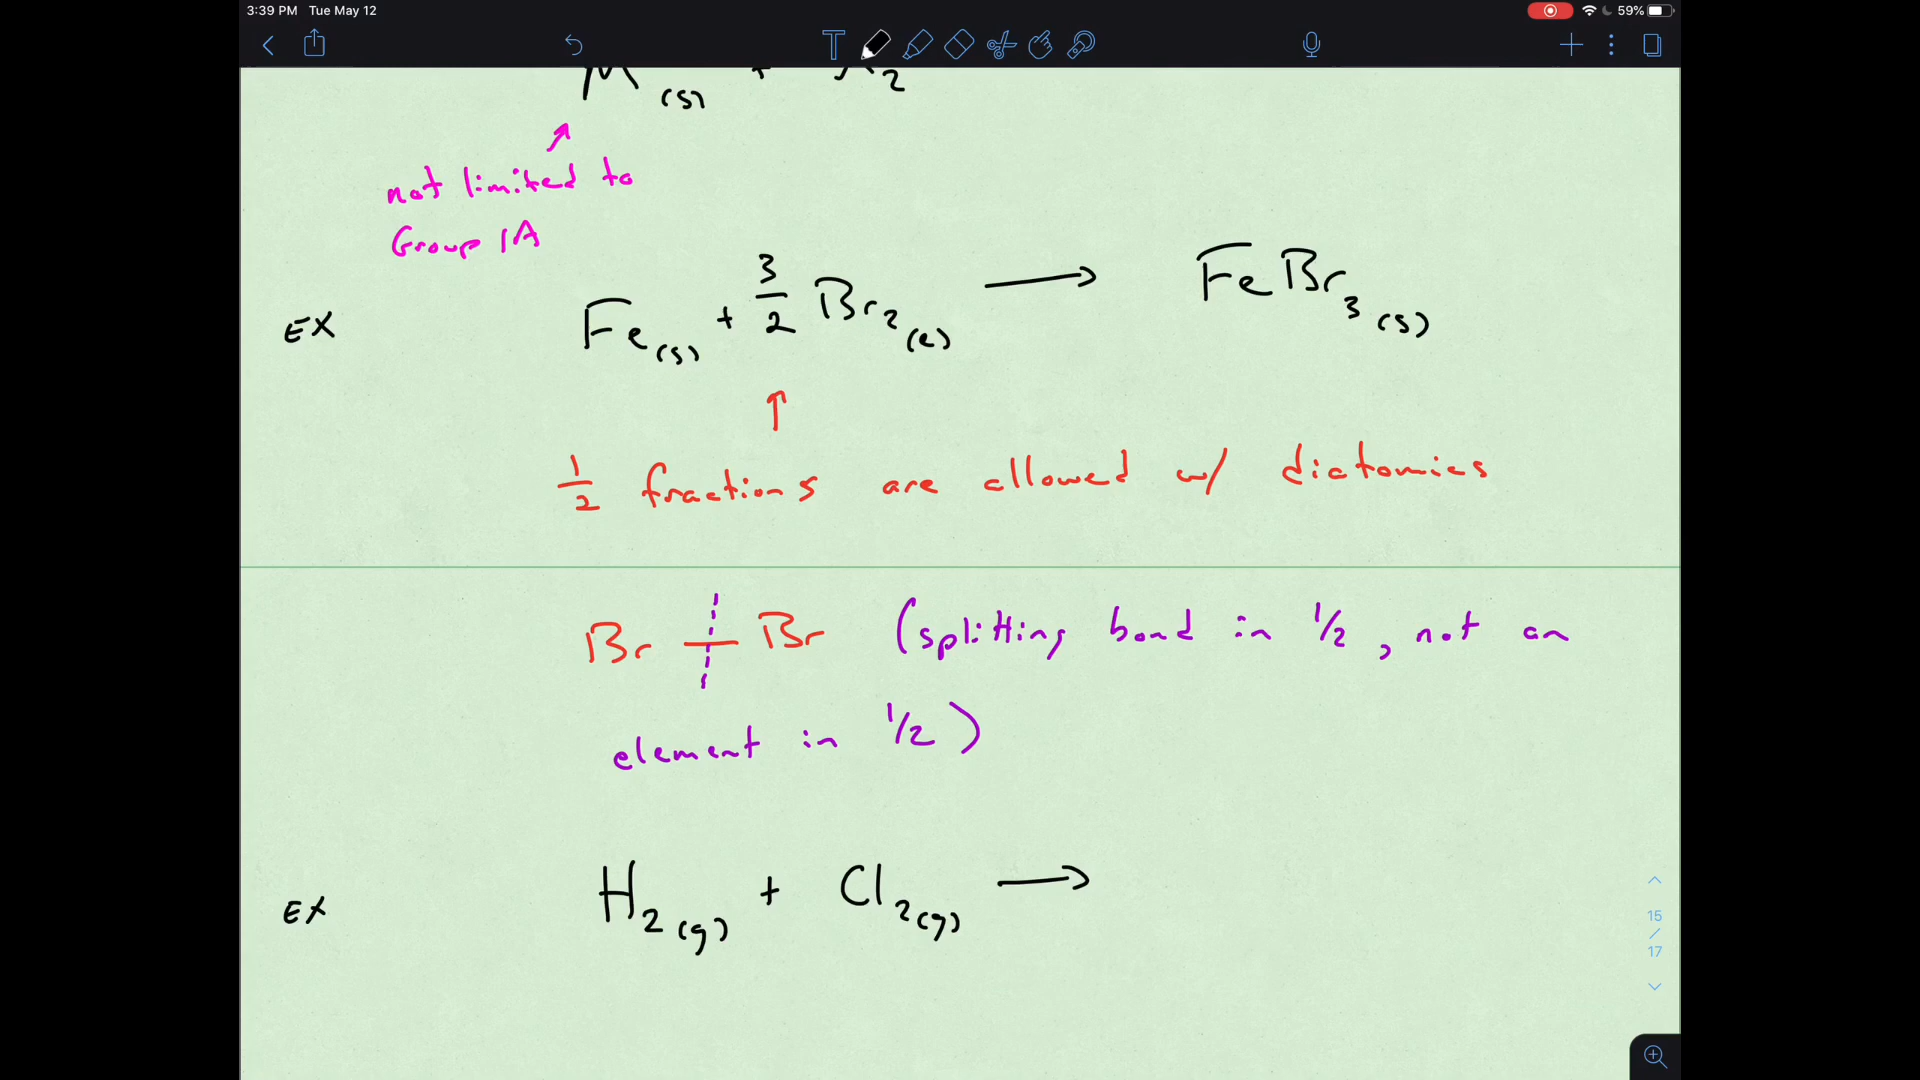 3:39 PM Tue May 12
59%
M (s) + X 2
not limited to
Group 1A
EX Fe(s) + 3/2 Br2(l) → FeBr3(s)
1/2 fractions are allowed w/ diatomics
Br Br (splitting bond in 1/2, not an
element in 1/2)
EX H2(g) + Cl2(g) →
15
/
17